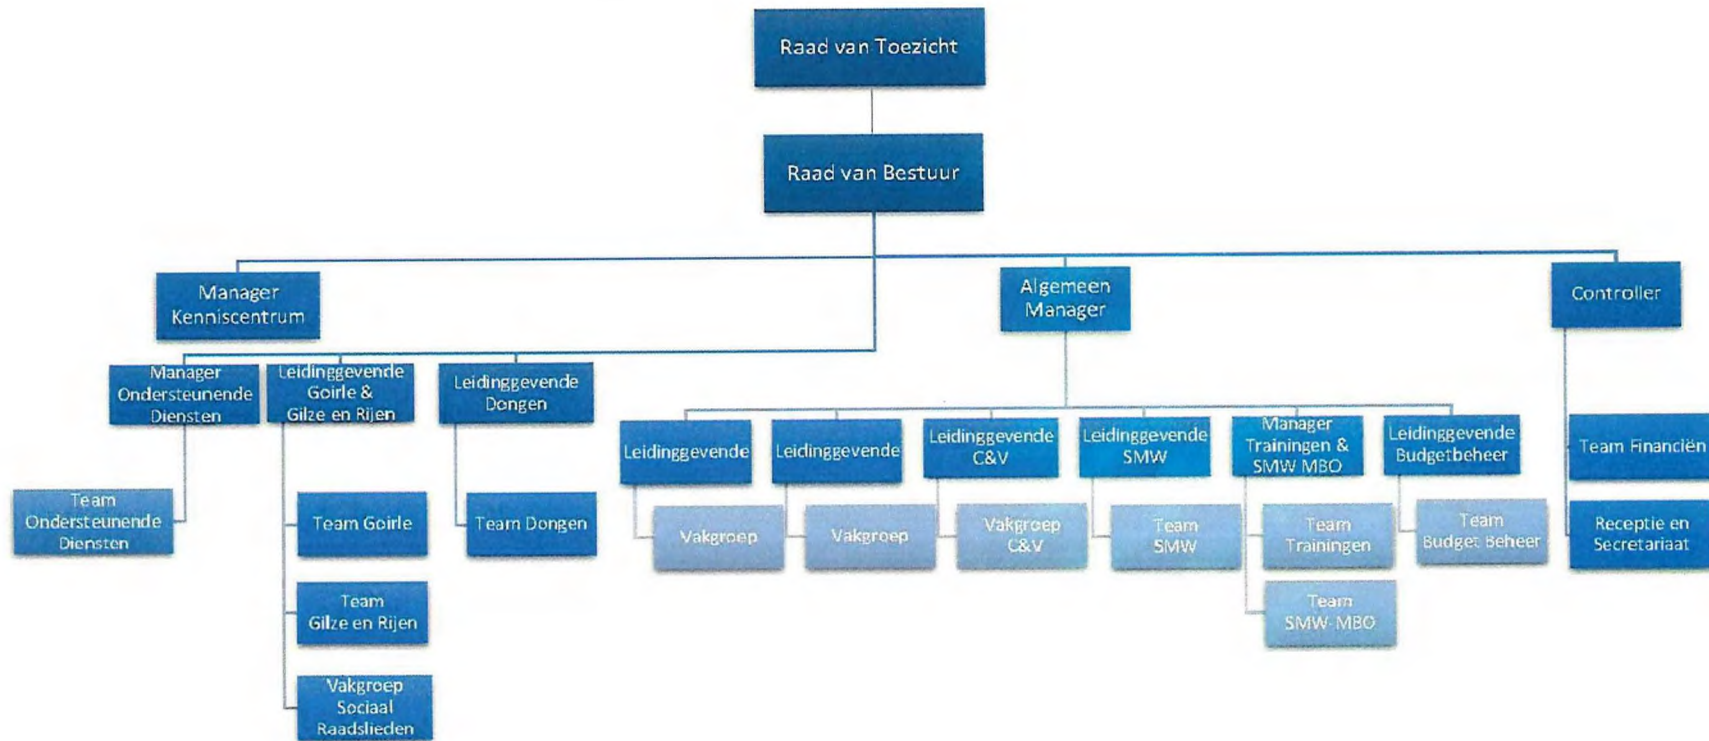 Raad van Toezicht
Raad van Bestuur
Manager
Kenniscentrum
Algemeen
Manager
Controller
Manager
Ondersteunende
Diensten
Leidinggevende
Goirle &
Gilze en Rijen
Leidinggevende
Dongen
Leidinggevende
Leidinggevende
Leidinggevende
C&V
Leidinggevende
SMW
Manager
Trainingen &
SMW MBO
Leidinggevende
Budgetbeheer
Team Financiën
Team
Ondersteunende
Diensten
Team Goirle
Team Dongen
Vakgroep
Vakgroep
Vakgroep
C&V
Team
SMW
Team
Trainingen
Team
Budget Beheer
Receptie en
Secretariaat
Team
Gilze en Rijen
Team
SMW-MBO
Vakgroep
Sociaal
Raadslieden